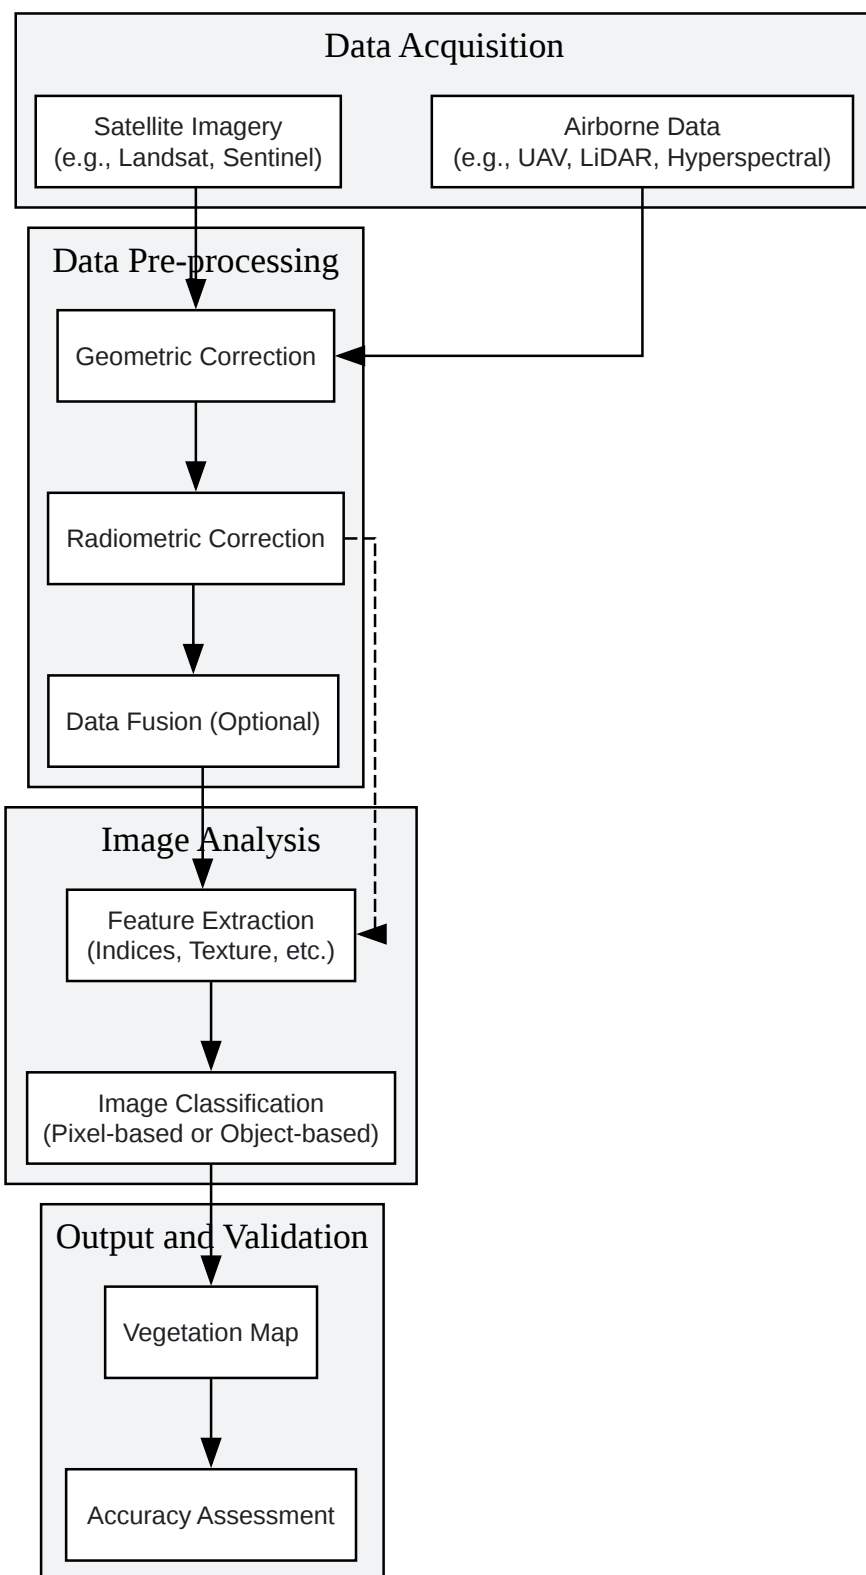 Data Acquisition
Satellite Imagery
(e.g., Landsat, Sentinel)
Airborne Data
(e.g., UAV, LiDAR, Hyperspectral)
Data Pre-processing
Geometric Correction
Radiometric Correction
Data Fusion (Optional)
Image Analysis
Feature Extraction
(Indices, Texture, etc.)
Image Classification
(Pixel-based or Object-based)
Output and Validation
Vegetation Map
Accuracy Assessment